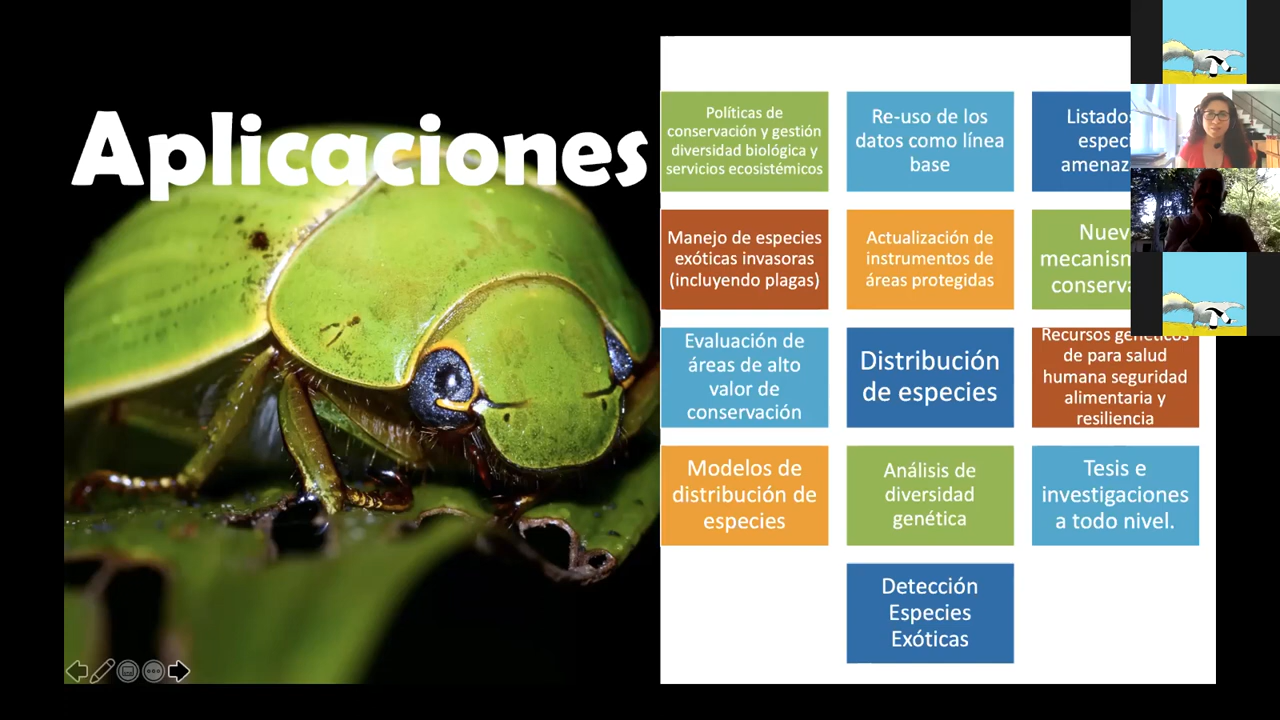 Aplicaciones
Políticas de
conservación y gestión
diversidad biológica y
servicios ecosistémicos
Re-uso de los
datos como línea
base
Listados
especi
amenaz
Manejo de especies
exóticas invasoras
(incluyendo plagas)
Actualización de
instrumentos de
áreas protegidas
Nuev
mecanism
conserva
Evaluación de
áreas de alto
valor de
conservación
Distribución
de especies
Recursos genéticos
de para salud
humana seguridad
alimentaria y
resiliencia
Modelos de
distribución de
especies
Análisis de
diversidad
genética
Tesis e
investigaciones
a todo nivel.
Detección
Especies
Exóticas